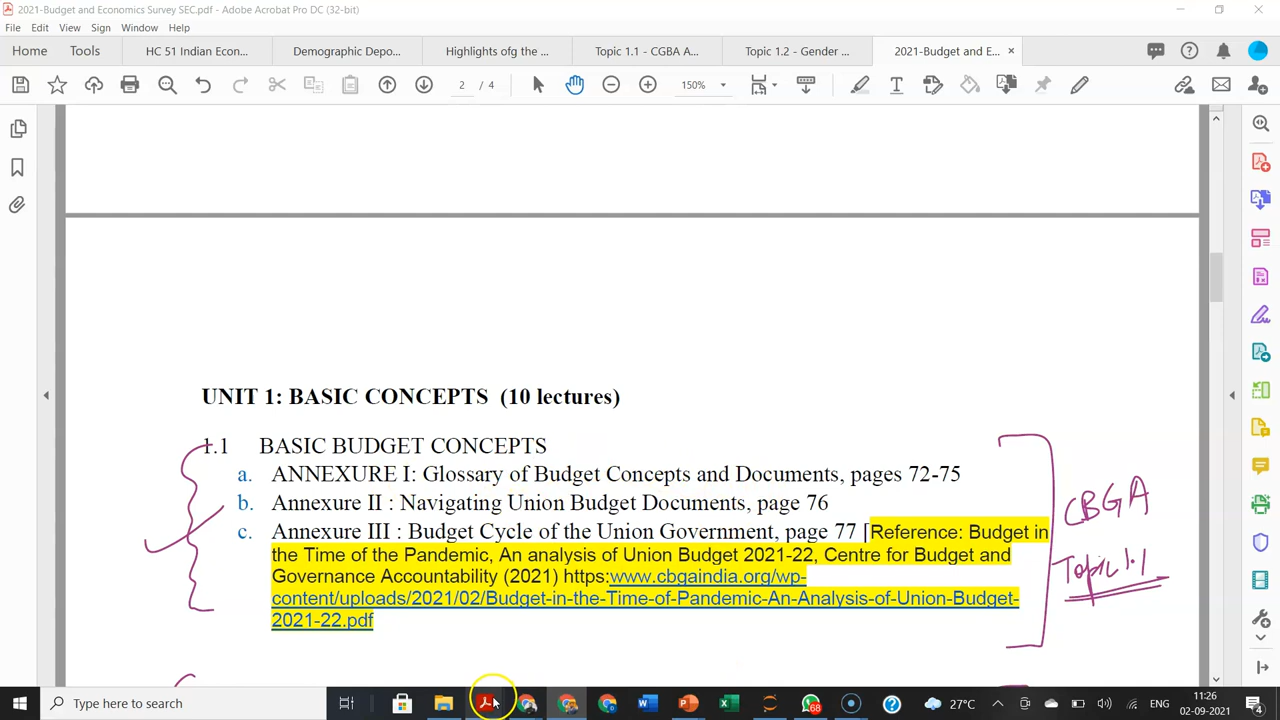 2021-Budget and Economics Survey SEC.pdf - Adobe Acrobat Pro DC (32-bit)
File Edit View Sign Window Help
Home Tools HC 51 Indian Econ... Demographic Depo... Highlights ofg the ... Topic 1.1 - CGBA A... Topic 1.2 - Gender ... 2021-Budget and E... ×
2 / 4 150%
UNIT 1: BASIC CONCEPTS (10 lectures)
1.1 BASIC BUDGET CONCEPTS
a. ANNEXURE I: Glossary of Budget Concepts and Documents, pages 72-75
b. Annexure II : Navigating Union Budget Documents, page 76
c. Annexure III : Budget Cycle of the Union Government, page 77 [Reference: Budget in
the Time of the Pandemic, An analysis of Union Budget 2021-22, Centre for Budget and
Governance Accountability (2021) https:www.cbgaindia.org/wp-
content/uploads/2021/02/Budget-in-the-Time-of-Pandemic-An-Analysis-of-Union-Budget-
2021-22.pdf
CBGA
Topic 1.1
Type here to search 68 27°C ENG 11:26
02-09-2021 4